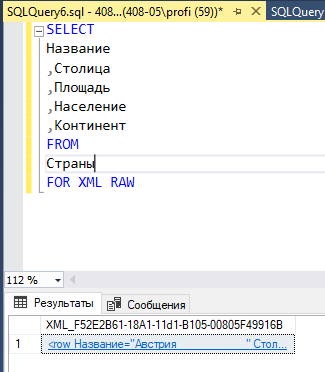 SQLQuery6.sql - 408...(408-05\profi (59))*
SQLQuery
SELECT
Название
,Столица
,Площадь
,Население
,Континент
FROM
Страны
FOR XML RAW
112 %
Результаты
Сообщения
XML_F52E2B61-18A1-11d1-B105-00805F49916B
1
<row Название="Австрия " Стол...